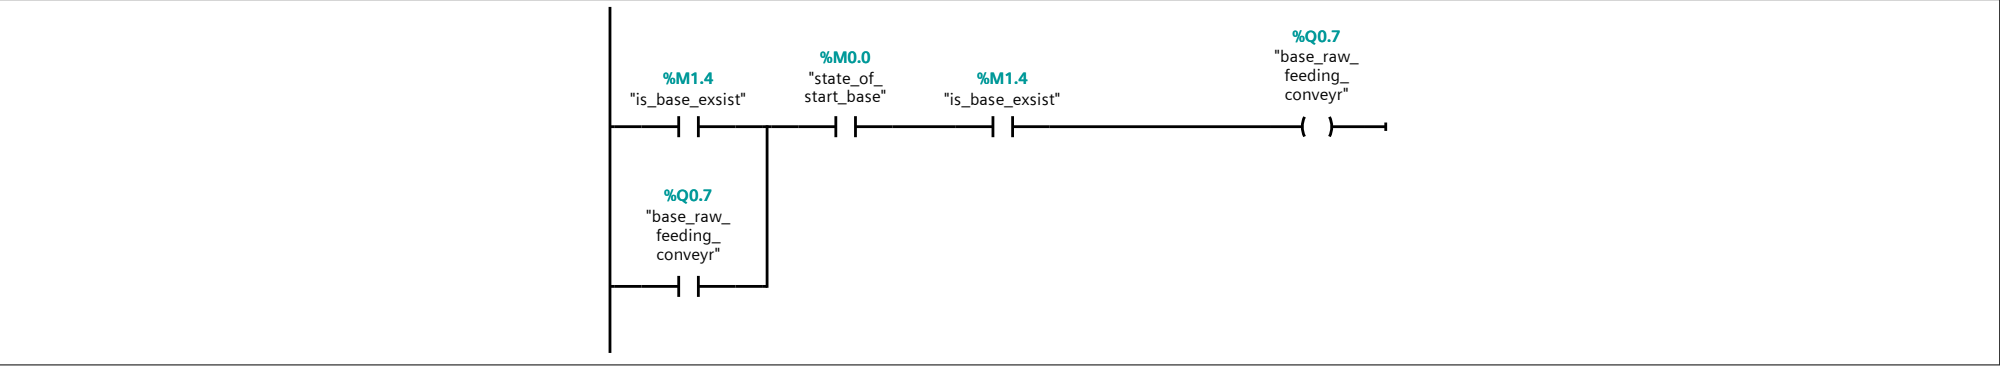 %M1.4
"is_base_exsist"
%M0.0
"state_of_
start_base"
%M1.4
"is_base_exsist"
%Q0.7
"base_raw_
feeding_
conveyr"
%Q0.7
"base_raw_
feeding_
conveyr"